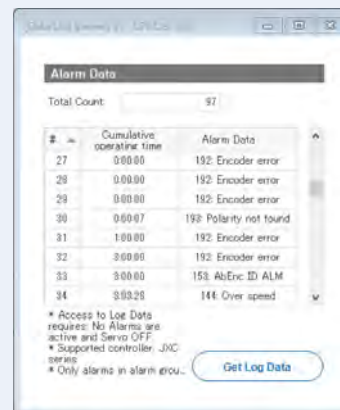 Alarm Data
Total Count 97
# Cumulative operating time Alarm Data
27 0:00:00 192: Encoder error
28 0:00:00 192: Encoder error
29 0:00:00 192: Encoder error
30 0:00:07 193: Polarity not found
31 1:00:00 192: Encoder error
32 3:00:00 192: Encoder error
33 3:00:00 153: AbEnc ID ALM
34 3:03:28 144: Over speed
* Access
to Log Data
requires: No Alarms are
active and Servo OFF.
* Supported controller: JXC
series
* Only alarms in alarm grou...
Get Log Data